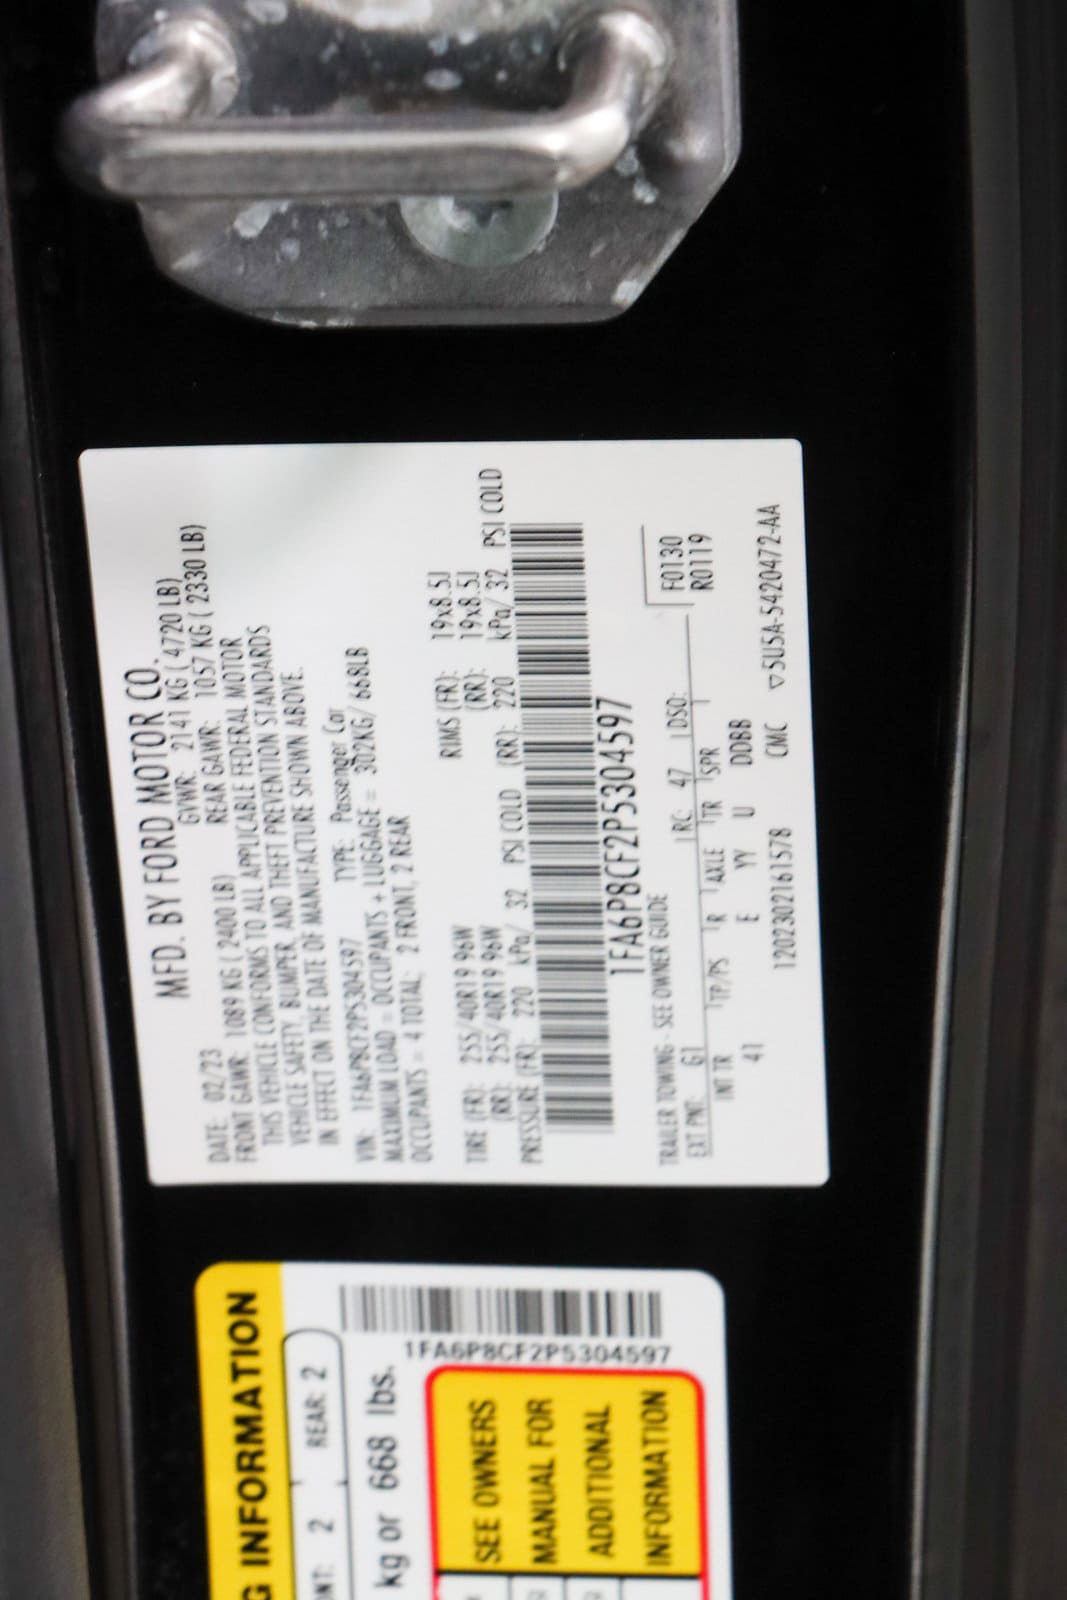 MFD. BY FORD MOTOR CO.
DATE: 02/23 GVWR: 2141 KG ( 4720 LB)
FRONT GAWR: 1089 KG ( 2400 LB) REAR GAWR: 1057 KG ( 2330 LB)
THIS VEHICLE CONFORMS TO ALL APPLICABLE FEDERAL MOTOR
VEHICLE SAFETY, BUMPER, AND THEFT PREVENTION STANDARDS
IN EFFECT ON THE DATE OF MANUFACTURE SHOWN ABOVE.
VIN: 1FA6P8CF2P5304597 TYPE: Passenger Car
MAXIMUM LOAD = OCCUPANTS + LUGGAGE = 302KG/ 668LB
OCCUPANTS = 4 TOTAL: 2 FRONT, 2 REAR
TIRE (FR): 255/40R19 96W RIMS (FR): 19x8.5J
(RR): 255/40R19 96W (RR): 19x8.5J
PRESSURE (FR): 220 kPa/ 32 PSI COLD (RR): 220 kPa/ 32 PSI COLD
1FA6P8CF2P5304597
TRAILER TOWING - SEE OWNER GUIDE F0130
EXT PNT: G1 RC: 47 DSO: R0119
INT TR TP/PS R AXLE TR SPR
41 E YY U DDBB
1202302161578 CMC ▽5U5A-5420472-AA
G INFORMATION
NT: 2 REAR: 2
kg or 668 lbs.
1FA6P8CF2P5304597
SEE OWNERS
MANUAL FOR
ADDITIONAL
INFORMATION